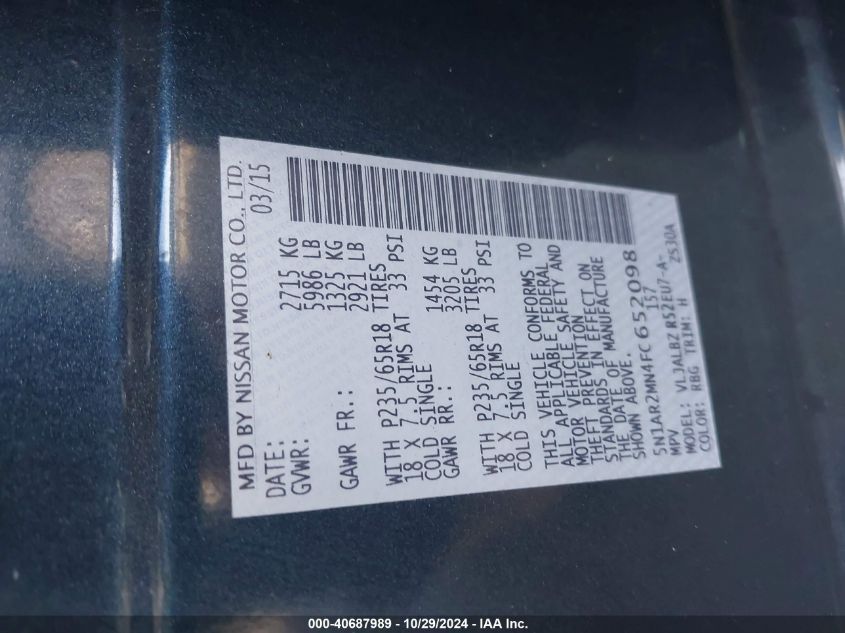 MFD BY NISSAN MOTOR CO., LTD.
DATE: 03/15
GVWR: 2715 KG
5986 LB
GAWR FR.: 1325 KG
2921 LB
WITH P235/65R18 TIRES
18 X 7.5 RIMS AT 33 PSI
COLD SINGLE
GAWR RR.: 1454 KG
3205 LB
WITH P235/65R18 TIRES
18 X 7.5 RIMS AT 33 PSI
COLD SINGLE
THIS VEHICLE CONFORMS TO
ALL APPLICABLE FEDERAL
MOTOR VEHICLE SAFETY AND
THEFT PREVENTION
STANDARDS IN EFFECT ON
THE DATE OF MANUFACTURE
SHOWN ABOVE.
5N1AR2MN4FC652098
MPV 157
MODEL: VLJALBZ R52EU7-A-
COLOR: RBG TRIM: H ZS30A
000-40687989 - 10/29/2024 - IAA Inc.